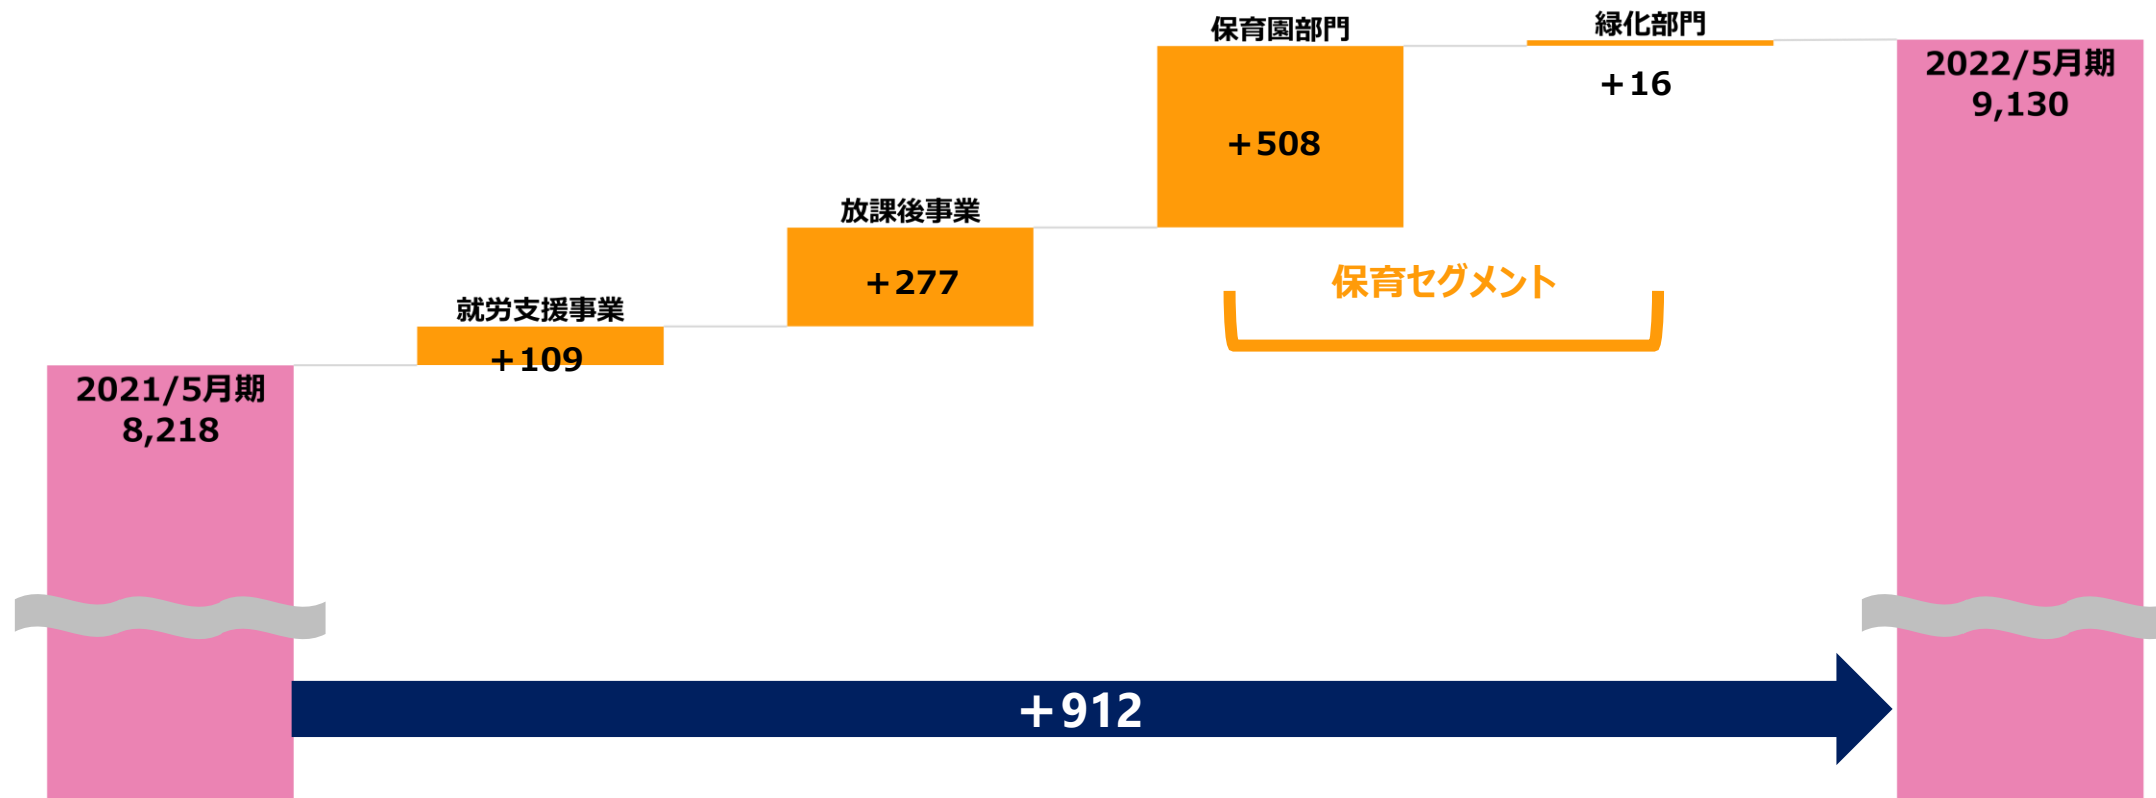 2021/5月期
8,218
就労支援事業
+109
放課後事業
+277
保育園部門
+508
緑化部門
+16
保育セグメント
2022/5月期
9,130
+912